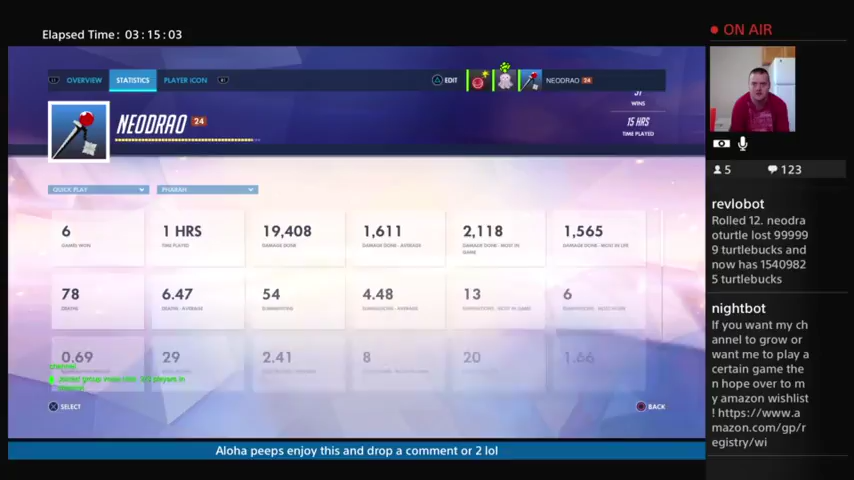 Elapsed Time: 03:15:03
ON AIR
OVERVIEW
STATISTICS
PLAYER ICON
EDIT
NEODRAO 24
NEODRAO 24
WINS
15 HRS
TIME PLAYED
QUICK PLAY
PHARAH
6
GAMES WON
1 HRS
TIME PLAYED
19,408
DAMAGE DONE
1,611
DAMAGE DONE - AVERAGE
2,118
DAMAGE DONE - MOST IN GAME
1,565
DAMAGE DONE - MOST IN LIFE
78
DEATHS
6.47
DEATHS - AVERAGE
54
ELIMINATIONS
4.48
ELIMINATIONS - AVERAGE
13
ELIMINATIONS - MOST IN GAME
6
0.69
29
2.41
8
20
1.66
channel.
Joined group
players in
SELECT
BACK
Aloha peeps enjoy this and drop a comment or 2 lol
5
123
revlobot
Rolled 12. neodra
oturtle lost 99999
9 turtlebucks and
now has 1540982
5 turtlebucks
nightbot
If you want my ch
annel to grow or
want me to play a
certain game the
n hope over to m
y amazon wishlist
! https://www.a
mazon.com/gp/r
egistry/wi